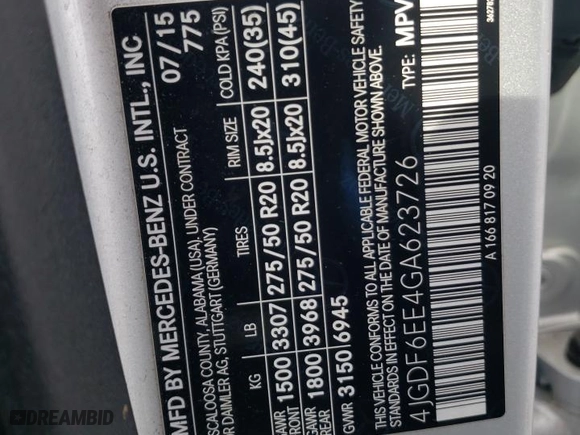 MFD BY MERCEDES-BENZ U.S. INTL., INC
SCALOOSA COUNTY, ALABAMA (USA), UNDER CONTRACT 07/15
OR DAIMLER AG, STUTTGART (GERMANY) 775
KG LB TIRES RIM SIZE COLD KPA (PSI)
GAWR FRONT 1500 3307 275/50 R20 8.5Jx20 240(35)
GAWR 1800 3968 275/50 R20 8.5Jx20 310(45)
GVWR 3150 6945
THIS VEHICLE CONFORMS TO ALL APPLICABLE FEDERAL MOTOR VEHICLE SAFETY
STANDARDS IN EFFECT ON THE DATE OF MANUFACTURE SHOWN ABOVE.
4JGDF6EE4GA623726 TYPE: MPV
A 166 817 09 20
DREAMBID